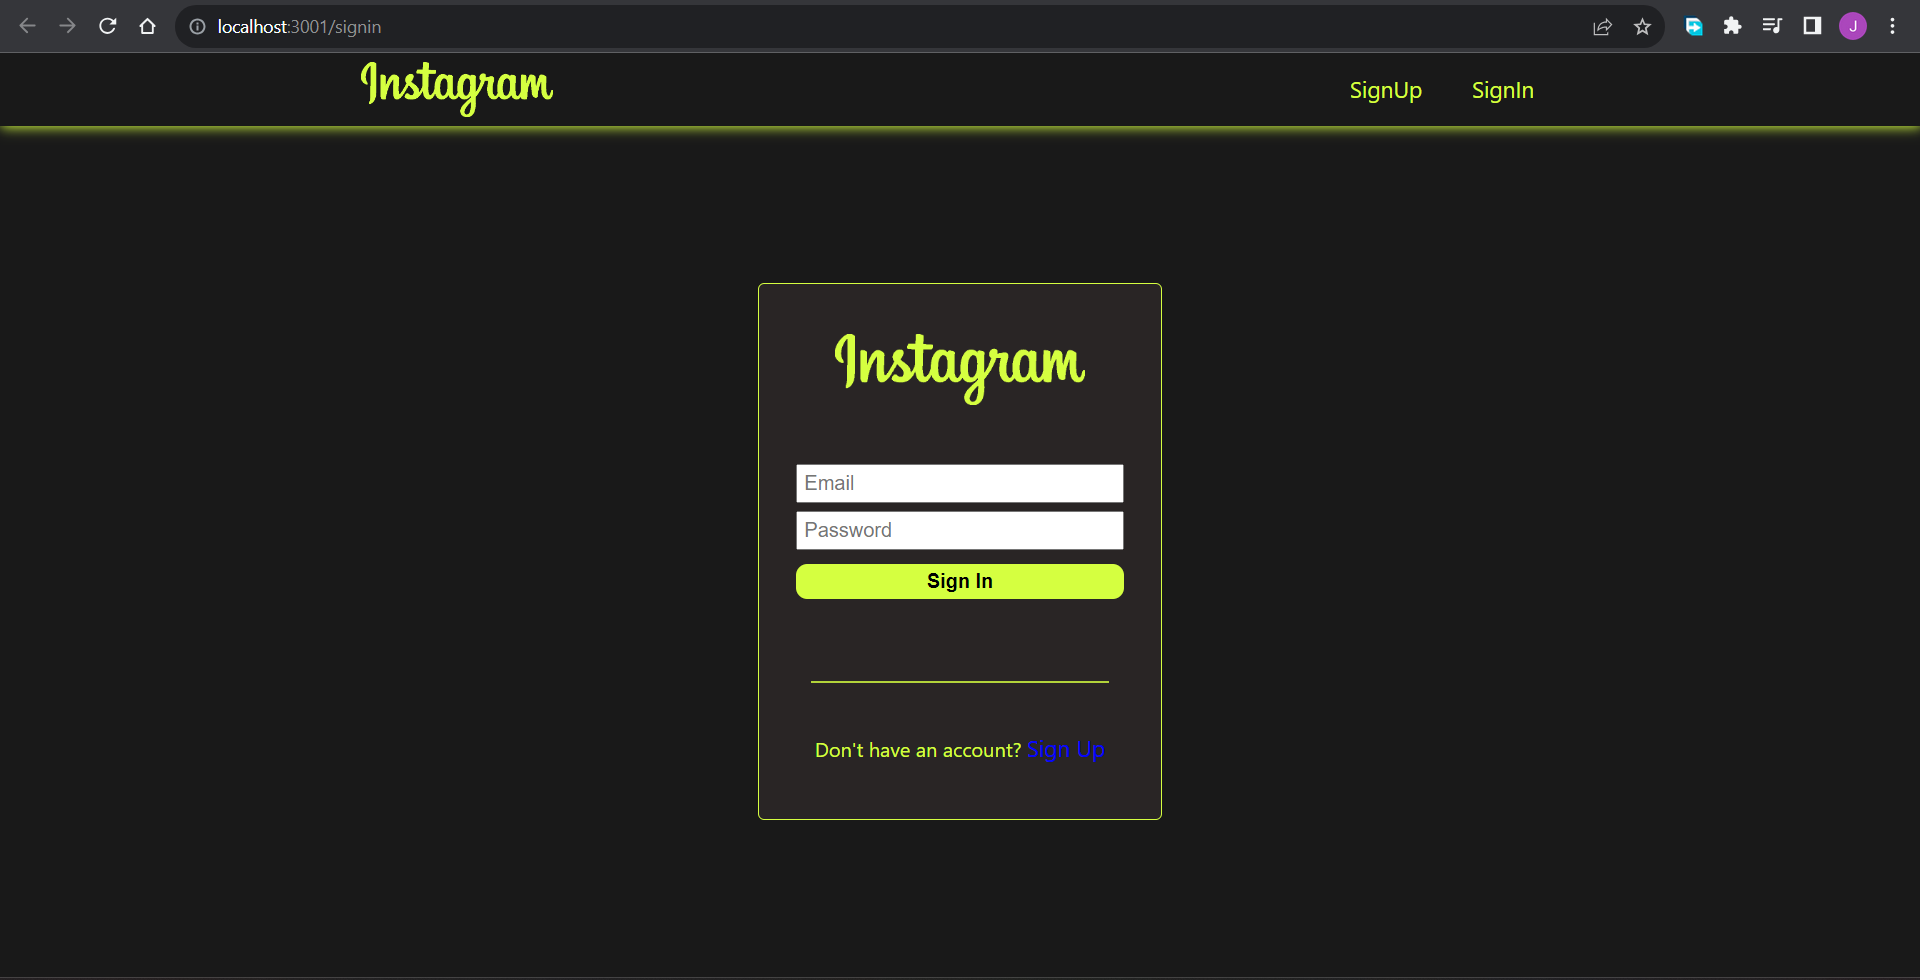 localhost:3001/signin
J
Instagram
SignUp SignIn
Instagram
Email
Password
Sign In
Don't have an account? Sign Up